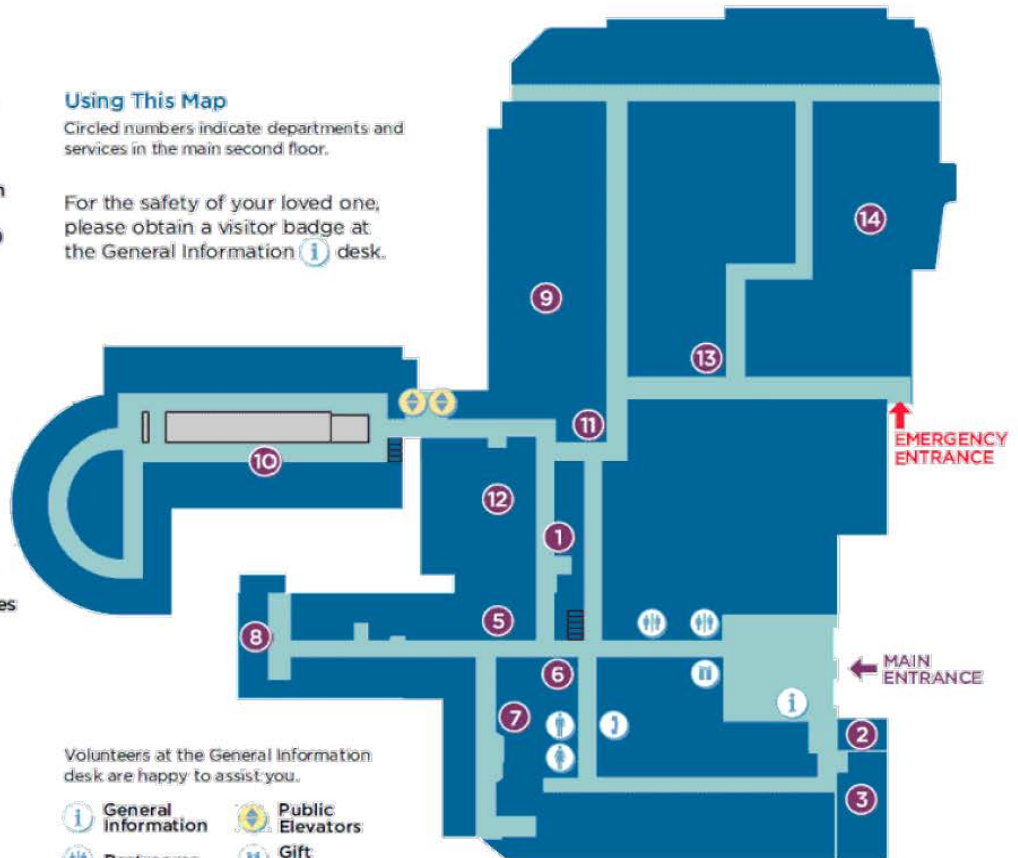 Using This Map
Circled numbers indicate departments and
services in the main second floor.
For the safety of your loved one,
please obtain a visitor badge at
the General Information i desk.
14
9
13
11
10
EMERGENCY
ENTRANCE
12
1
5
8
6
MAIN
ENTRANCE
7
i
2
3
Volunteers at the General Information
desk are happy to assist you.
i General
Information
Public
Elevators
Gift